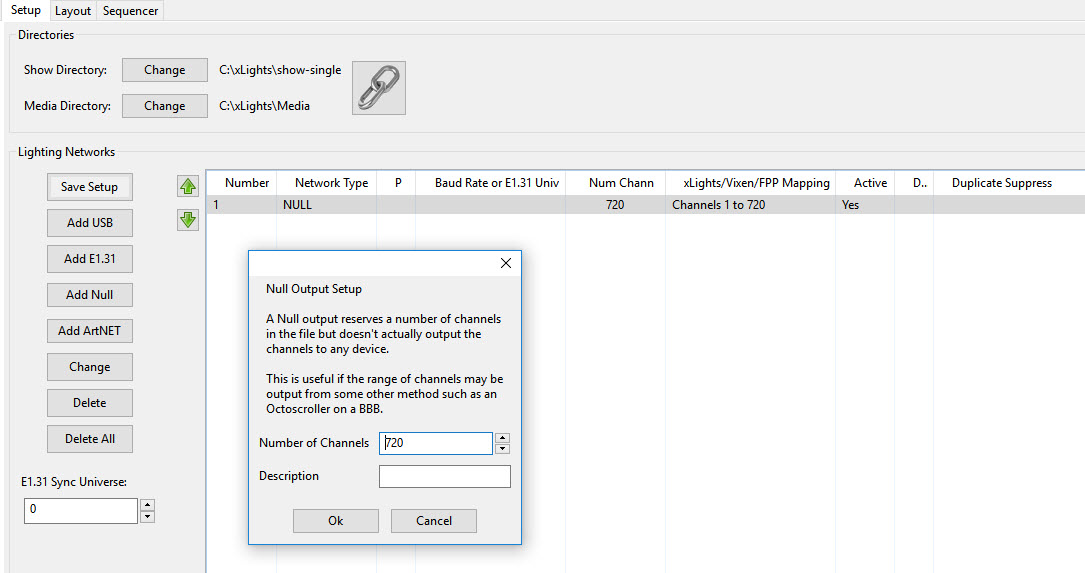 Setup Layout Sequencer
Directories
Show Directory: Change C:\xLights\show-single
Media Directory: Change C:\xLights\Media
Lighting Networks
Save Setup
Add USB
Add E1.31
Add Null
Add ArtNET
Change
Delete
Delete All
E1.31 Sync Universe:
0
Number Network Type P Baud Rate or E1.31 Univ Num Chann xLights/Vixen/FPP Mapping Active D.. Duplicate Suppress
1 NULL 720 Channels 1 to 720 Yes
Null Output Setup
A Null output reserves a number of channels
in the file but doesn't actually output the
channels to any device.
This is useful if the range of channels may be
output from some other method such as an
Octoscroller on a BBB.
Number of Channels 720
Description
Ok Cancel